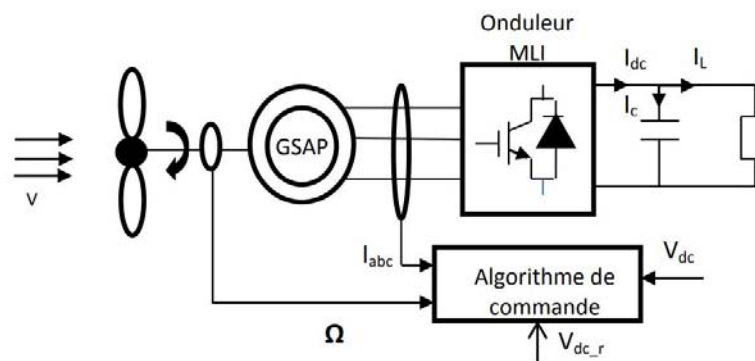 Onduleur
MLI
I_dc
I_L
I_c
GSAP
V
I_abc
Algorithme de
commande
V_dc
Ω
V_dc_r